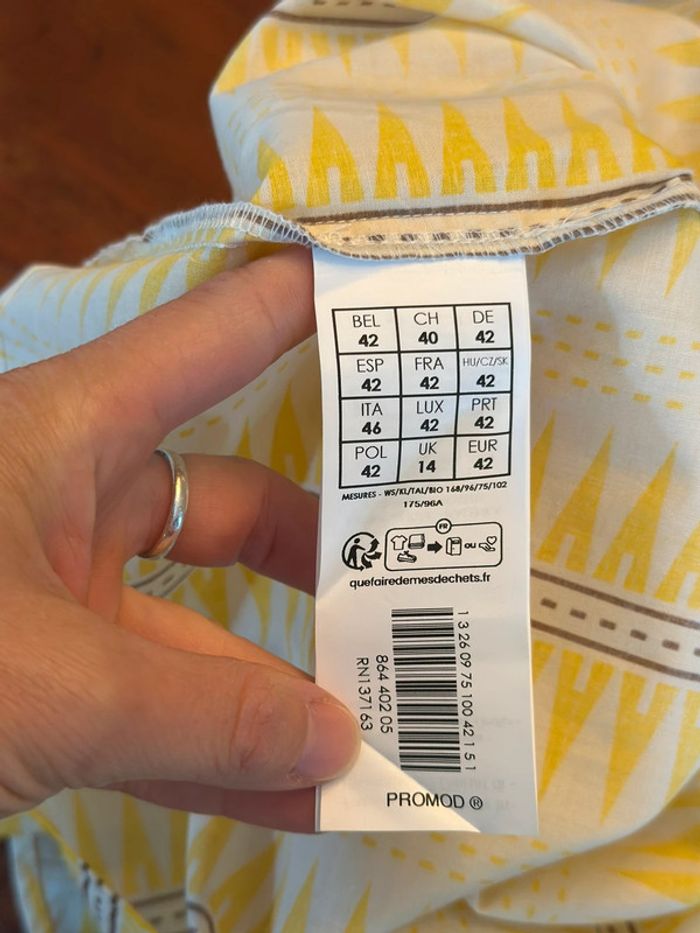 BEL CH DE
42 40 42
ESP FRA HU/CZ/SK
42 42 42
ITA LUX PRT
46 42 42
POL UK EUR
42 14 42
MESURES - WS/KL/TAL/BIO 168/96/75/102
175/96A
FR
OU
quefairedemesdechets.fr
1 3 26 09 75 100 42 1 5 1
864 402 05
RN137163
PROMOD ®